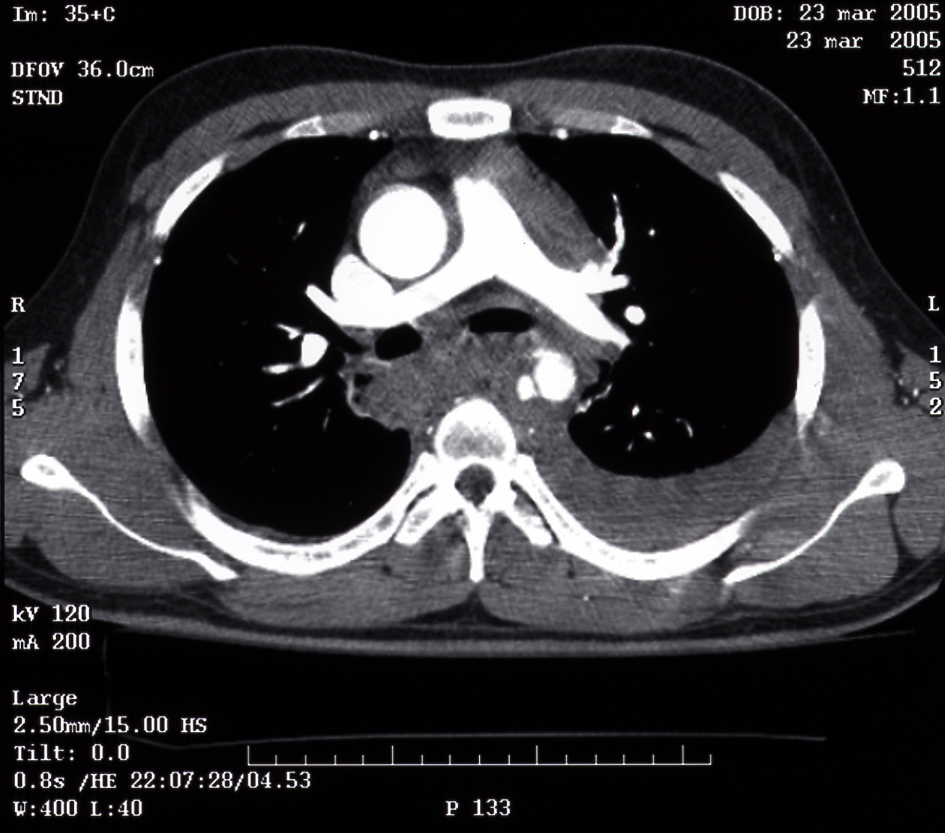 Im: 35+C
DOB: 23 mar 2005
23 mar 2005
DFOV 36.0cm
512
STND
MF:1.1
R
L
1
7
5
1
5
2
kV 120
mA 200
Large
2.50mm/15.00 HS
Tilt: 0.0
0.8s /HE 22:07:28/04.53
W:400 L:40
P 133